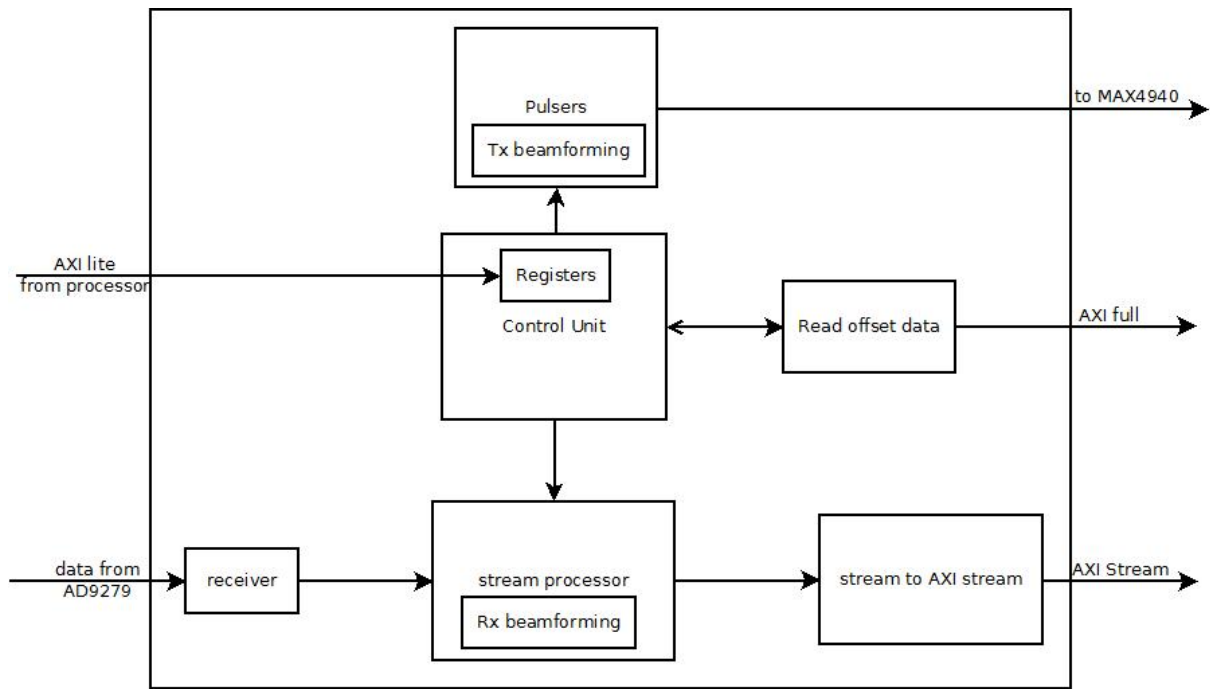 to MAX4940
Pulsers
Tx beamforming
AXI lite
from processor
Registers
Control Unit
Read offset data
AXI full
data from
AD9279
receiver
stream processor
Rx beamforming
stream to AXI stream
AXI Stream